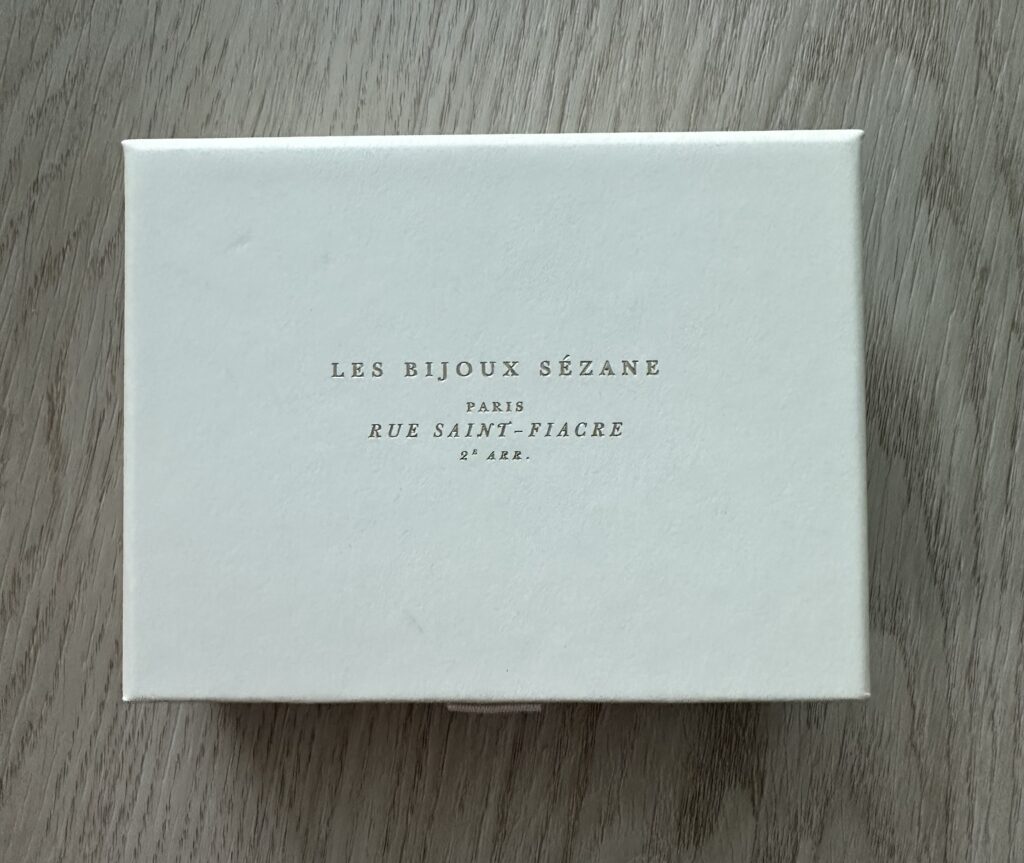 LES BIJOUX SÉZANE
PARIS
RUE SAINT-FIACRE
2E ARR.